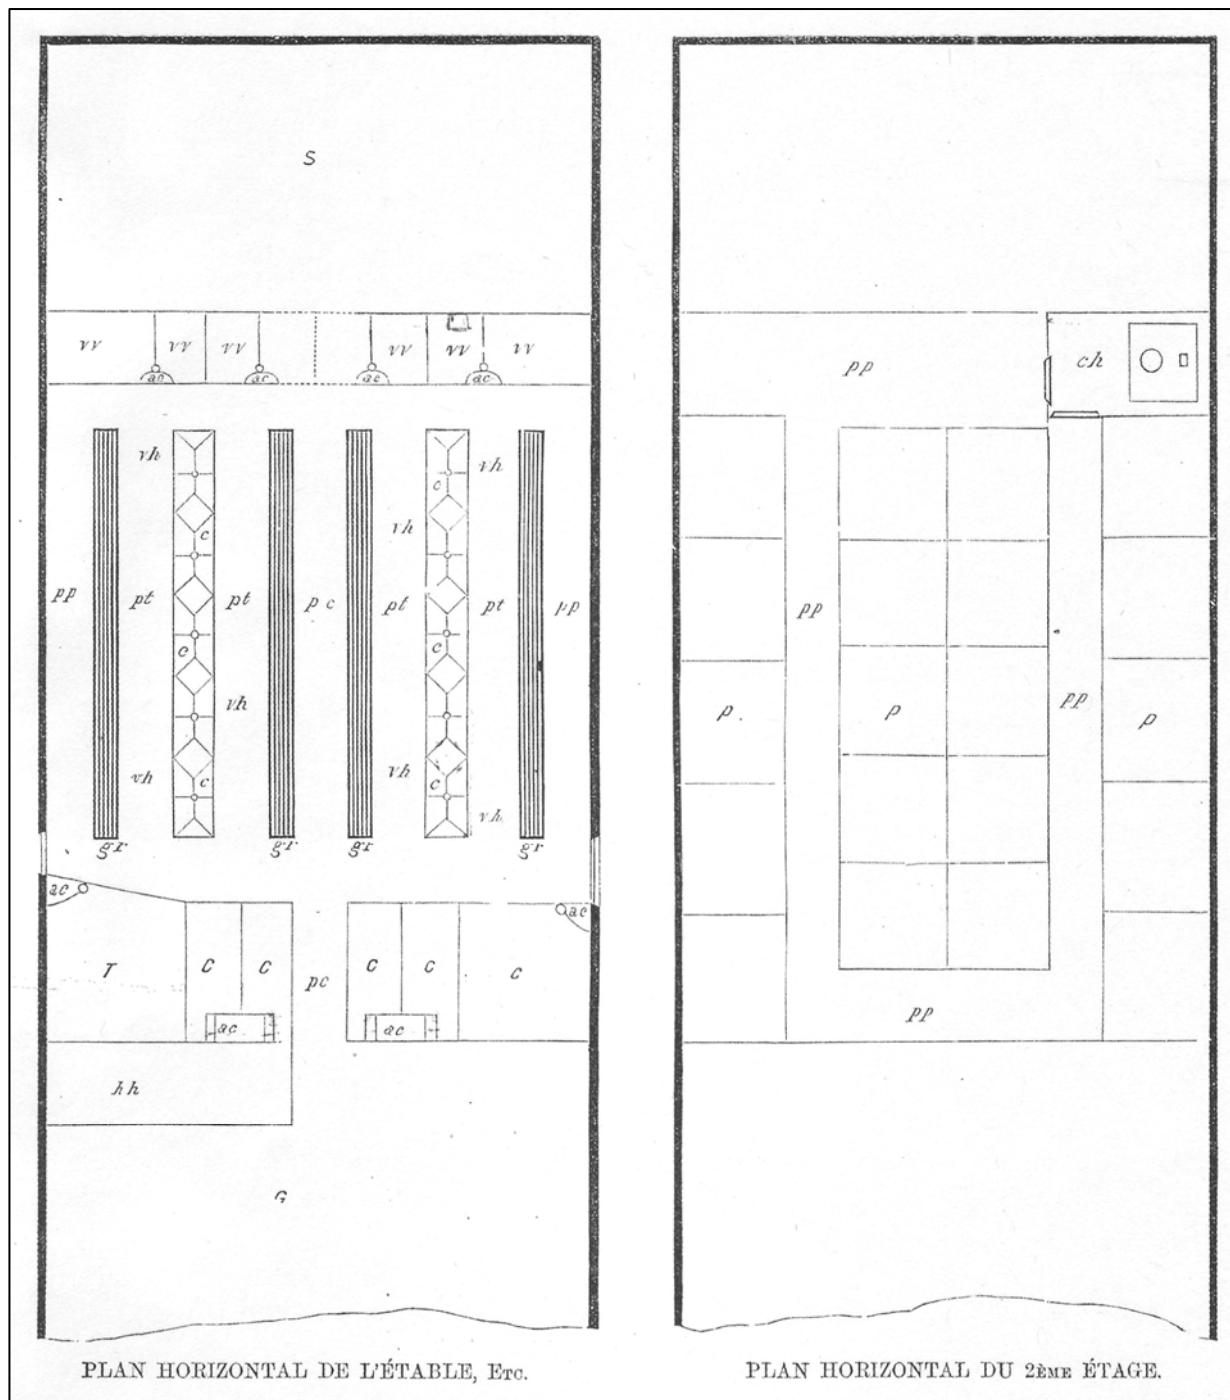 S
vv vv vv vv vv vv
ac ac ac ac
vh vh
c
vh
c
pp pt pt p c pt pt pp
c c
vh
vh vh
c c
vh
gr gr gr gr
ac ac
T C C pc C C C
ac ac
hh
G
PLAN HORIZONTAL DE L'ÉTABLE, Etc.
pp ch
pp
pp
p. p p
pp
PLAN HORIZONTAL DU 2ÈME ÉTAGE.